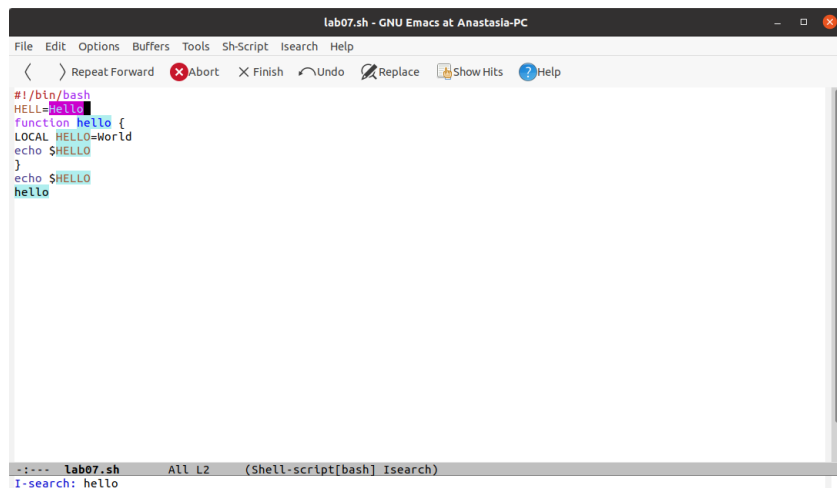 lab07.sh - GNU Emacs at Anastasia-PC
File Edit Options Buffers Tools Sh-Script Isearch Help
Repeat Forward Abort Finish Undo Replace Show Hits Help
#!/bin/bash
HELL=Hello
function hello {
LOCAL HELLO=World
echo $HELLO
}
echo $HELLO
hello
-:--- lab07.sh All L2 (Shell-script[bash] Isearch)
I-search: hello